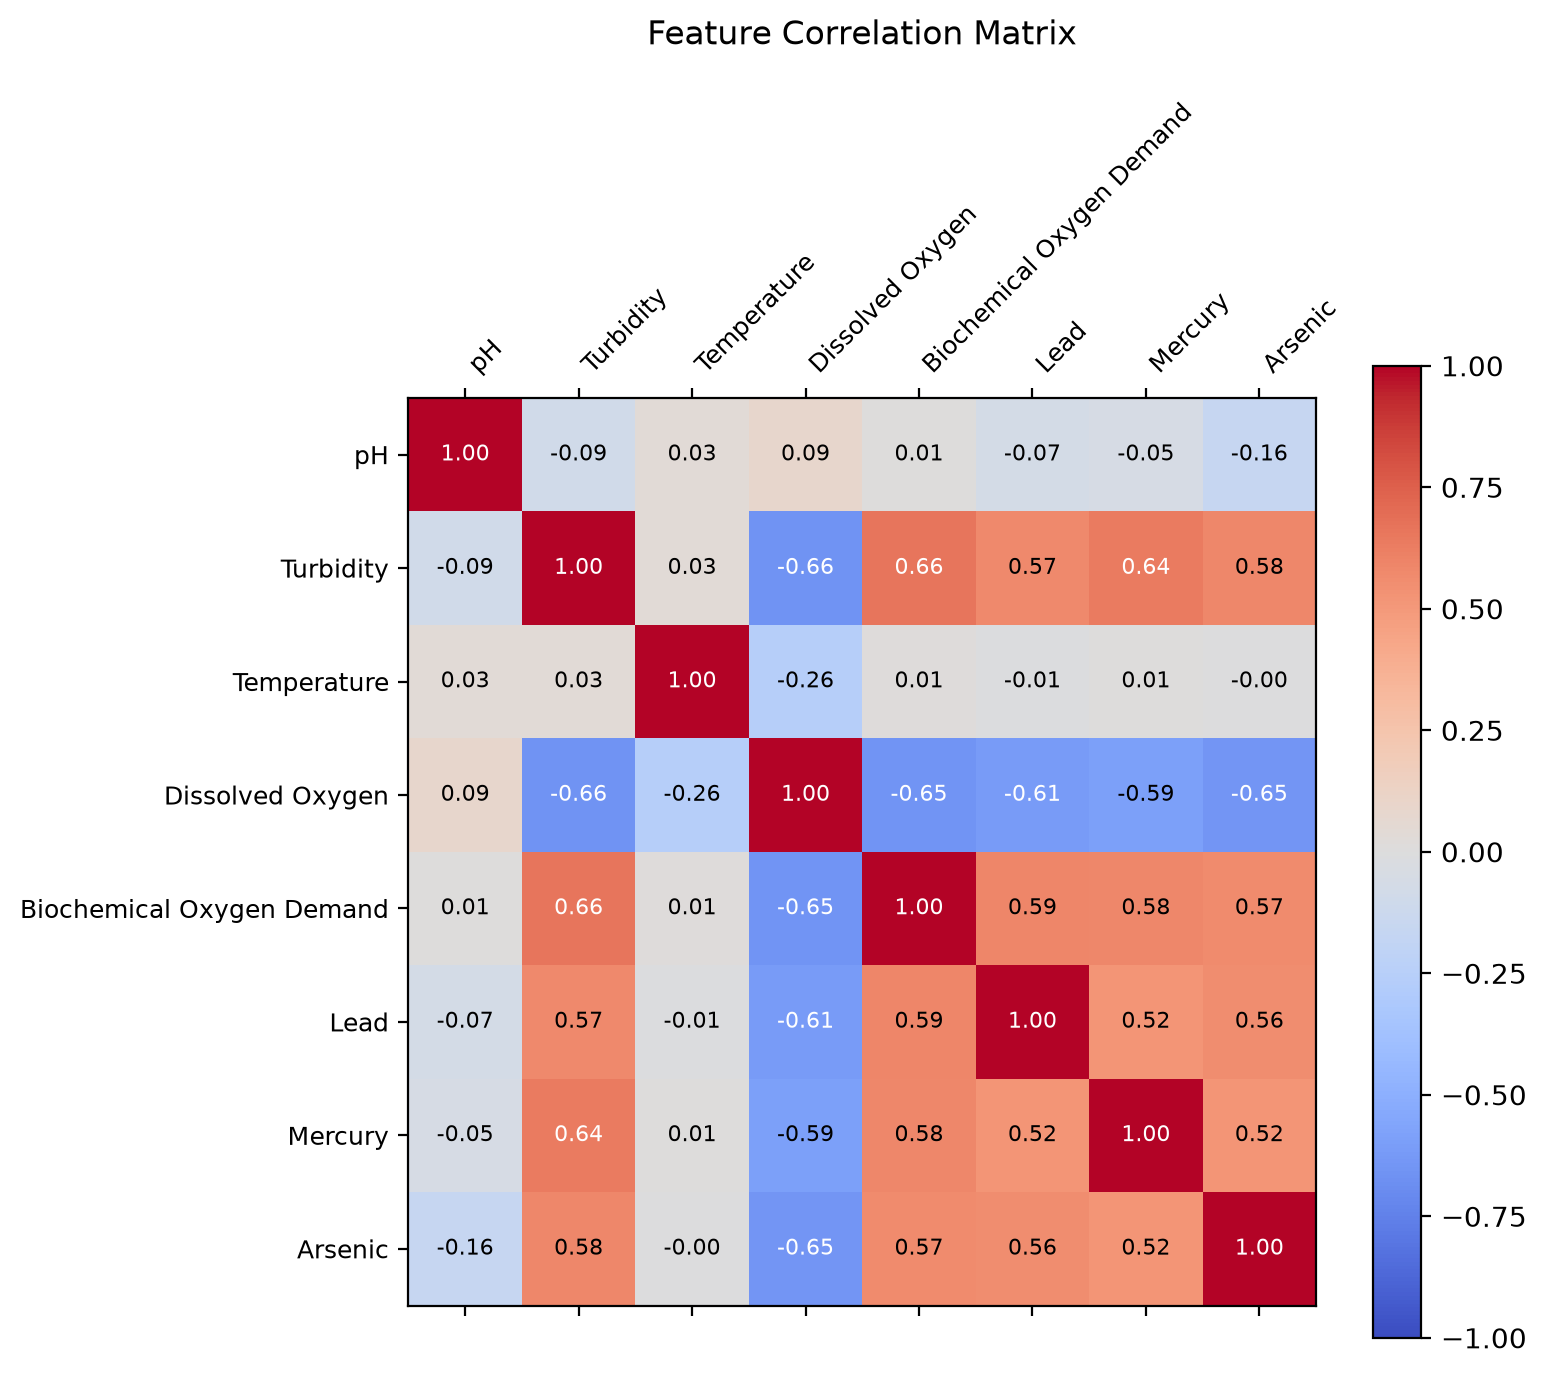 Feature Correlation Matrix
pH
Turbidity
Temperature
Dissolved Oxygen
Biochemical Oxygen Demand
Lead
Mercury
Arsenic
pH 1.00 -0.09 0.03 0.09 0.01 -0.07 -0.05 -0.16
Turbidity -0.09 1.00 0.03 -0.66 0.66 0.57 0.64 0.58
Temperature 0.03 0.03 1.00 -0.26 0.01 -0.01 0.01 -0.00
Dissolved Oxygen 0.09 -0.66 -0.26 1.00 -0.65 -0.61 -0.59 -0.65
Biochemical Oxygen Demand 0.01 0.66 0.01 -0.65 1.00 0.59 0.58 0.57
Lead -0.07 0.57 -0.01 -0.61 0.59 1.00 0.52 0.56
Mercury -0.05 0.64 0.01 -0.59 0.58 0.52 1.00 0.52
Arsenic -0.16 0.58 -0.00 -0.65 0.57 0.56 0.52 1.00
1.00
0.75
0.50
0.25
0.00
−0.25
−0.50
−0.75
−1.00